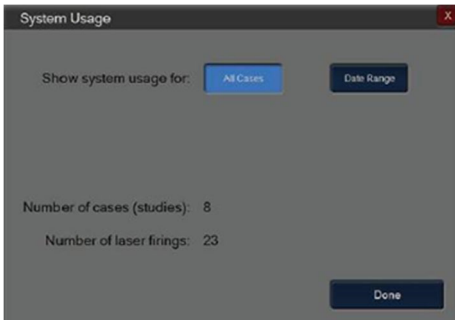 System Usage X
Show system usage for: All Cases Date Range
Number of cases (studies): 8
Number of laser firings: 23
Done